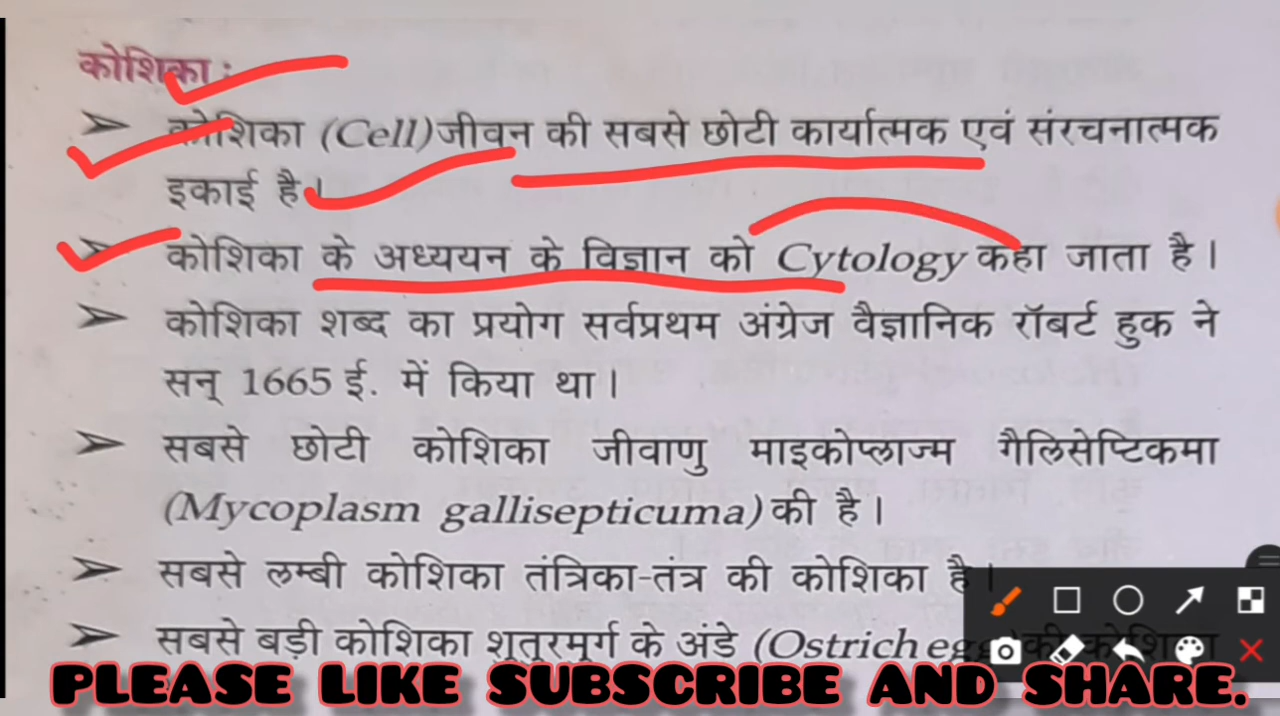 कोशिका :
कोशिका (Cell) जीवन की सबसे छोटी कार्यात्मक एवं संरचनात्मक
इकाई है।
कोशिका के अध्ययन के विज्ञान को Cytology कहा जाता है।
कोशिका शब्द का प्रयोग सर्वप्रथम अंग्रेज वैज्ञानिक रॉबर्ट हुक ने
सन् 1665 ई. में किया था।
सबसे छोटी कोशिका जीवाणु माइकोप्लाज्म गैलिसेप्टिकमा
(Mycoplasm gallisepticuma) की है।
सबसे लम्बी कोशिका तंत्रिका-तंत्र की कोशिका है।
सबसे बड़ी कोशिका शुतुरमुर्ग के अंडे (Ostrich egg) की कोशिका
PLEASE LIKE SUBSCRIBE AND SHARE.